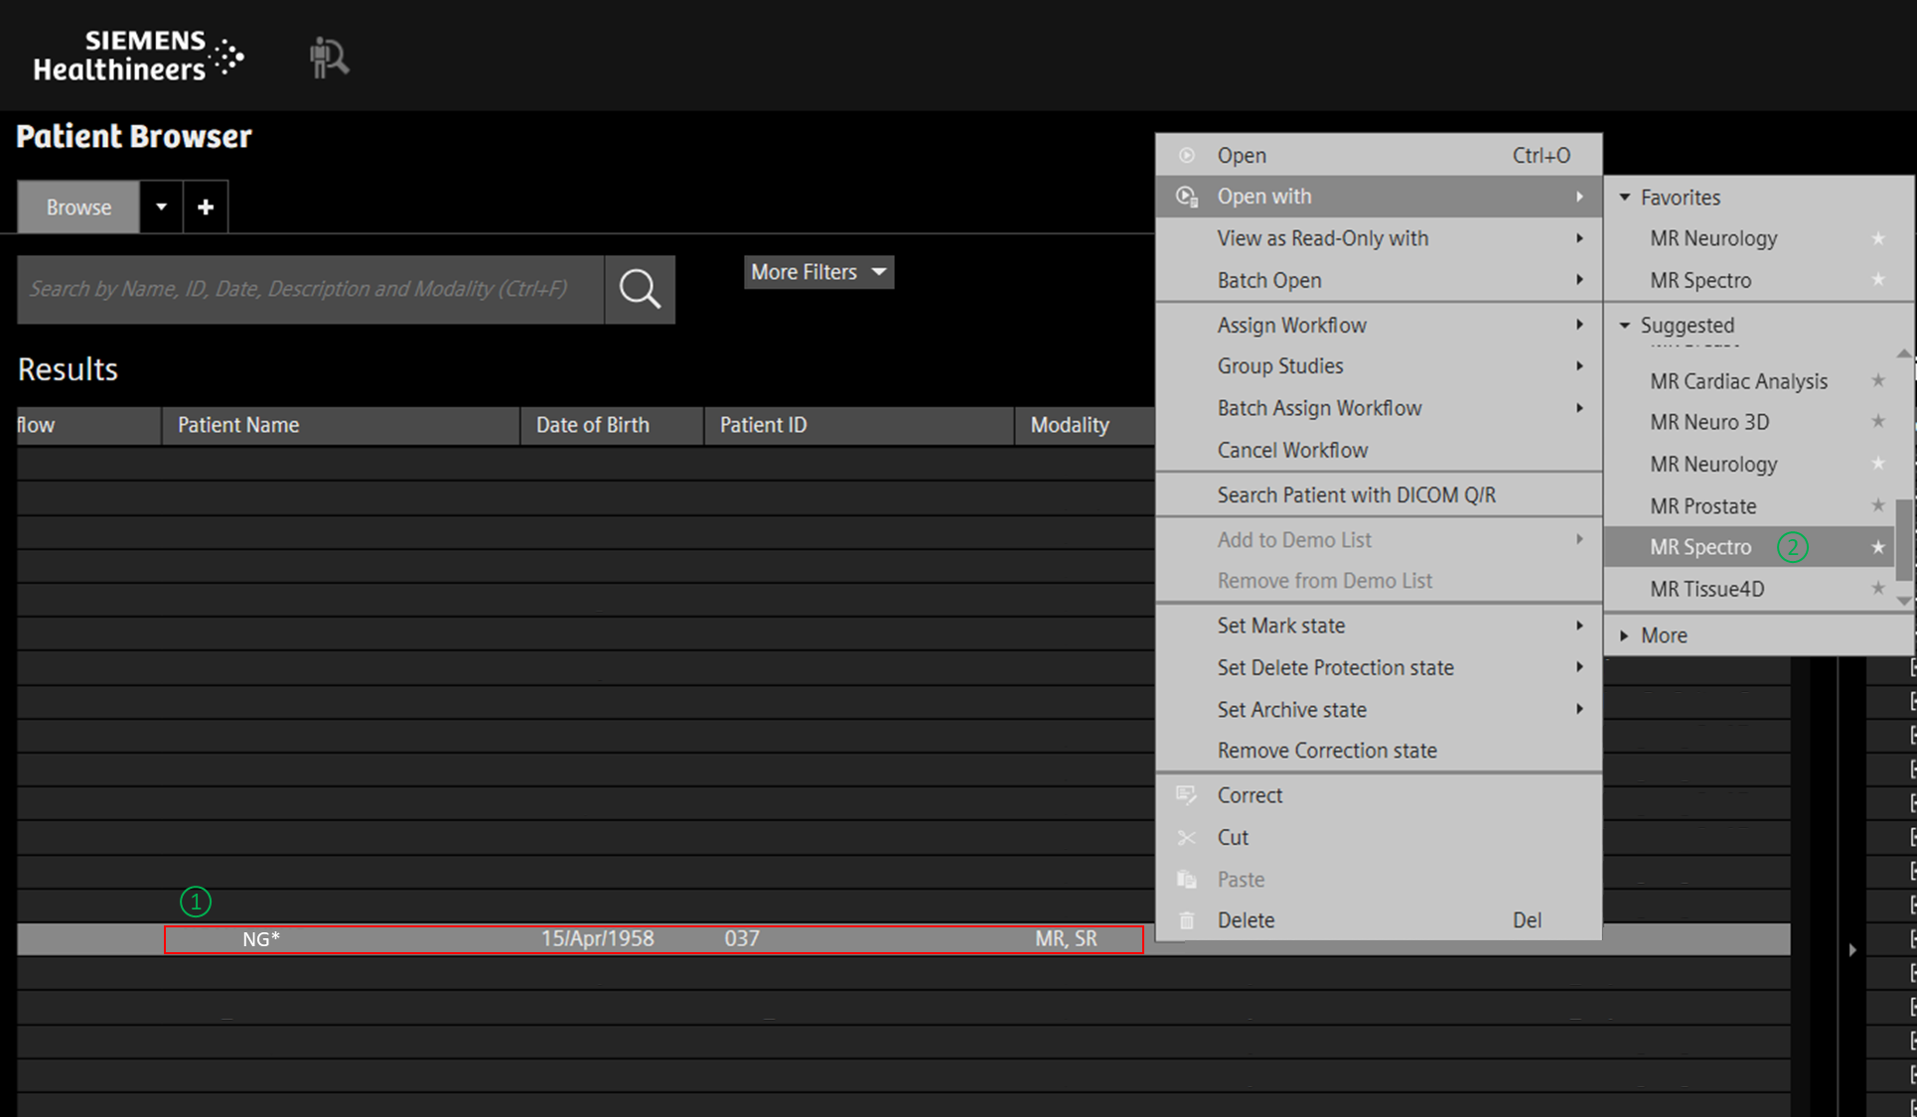 SIEMENS
Healthineers
Patient Browser
Browse
Search by Name, ID, Date, Description and Modality (Ctrl+F)
More Filters
Results
flow Patient Name Date of Birth Patient ID Modality
1
NG* 15/Apr/1958 037 MR, SR
Open Ctrl+O
Open with
View as Read-Only with
Batch Open
Assign Workflow
Group Studies
Batch Assign Workflow
Cancel Workflow
Search Patient with DICOM Q/R
Add to Demo List
Remove from Demo List
Set Mark state
Set Delete Protection state
Set Archive state
Remove Correction state
Correct
Cut
Paste
Delete Del
Favorites
MR Neurology
MR Spectro
Suggested
MR Cardiac Analysis
MR Neuro 3D
MR Neurology
MR Prostate
MR Spectro 2
MR Tissue4D
More